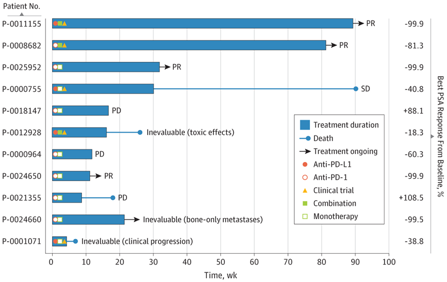 Patient No.
P-0011155 PR -99.9
P-0008682 PR -81.3
P-0025952 PR -99.9
P-0000755 SD -40.8
P-0018147 PD +88.1
P-0012928 Inevaluable (toxic effects) -18.3
P-0000964 PD -60.3
P-0024650 PR -99.9
P-0021355 PD +108.5
P-0024660 Inevaluable (bone-only metastases) -99.5
P-0001071 Inevaluable (clinical progression) -38.8
Treatment duration
Death
Treatment ongoing
Anti-PD-L1
Anti-PD-1
Clinical trial
Combination
Monotherapy
Best PSA Response From Baseline, %
0 10 20 30 40 50 60 70 80 90 100
Time, wk